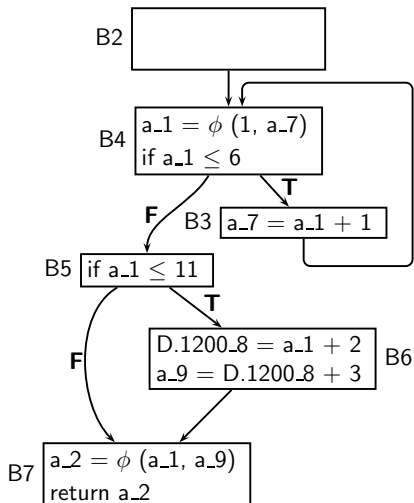 B2
B4
a_1 = ϕ (1, a_7)
if a_1 ≤ 6
T
F
B3
a_7 = a_1 + 1
B5
if a_1 ≤ 11
T
F
D.1200_8 = a_1 + 2
a_9 = D.1200_8 + 3
B6
B7
a_2 = ϕ (a_1, a_9)
return a_2